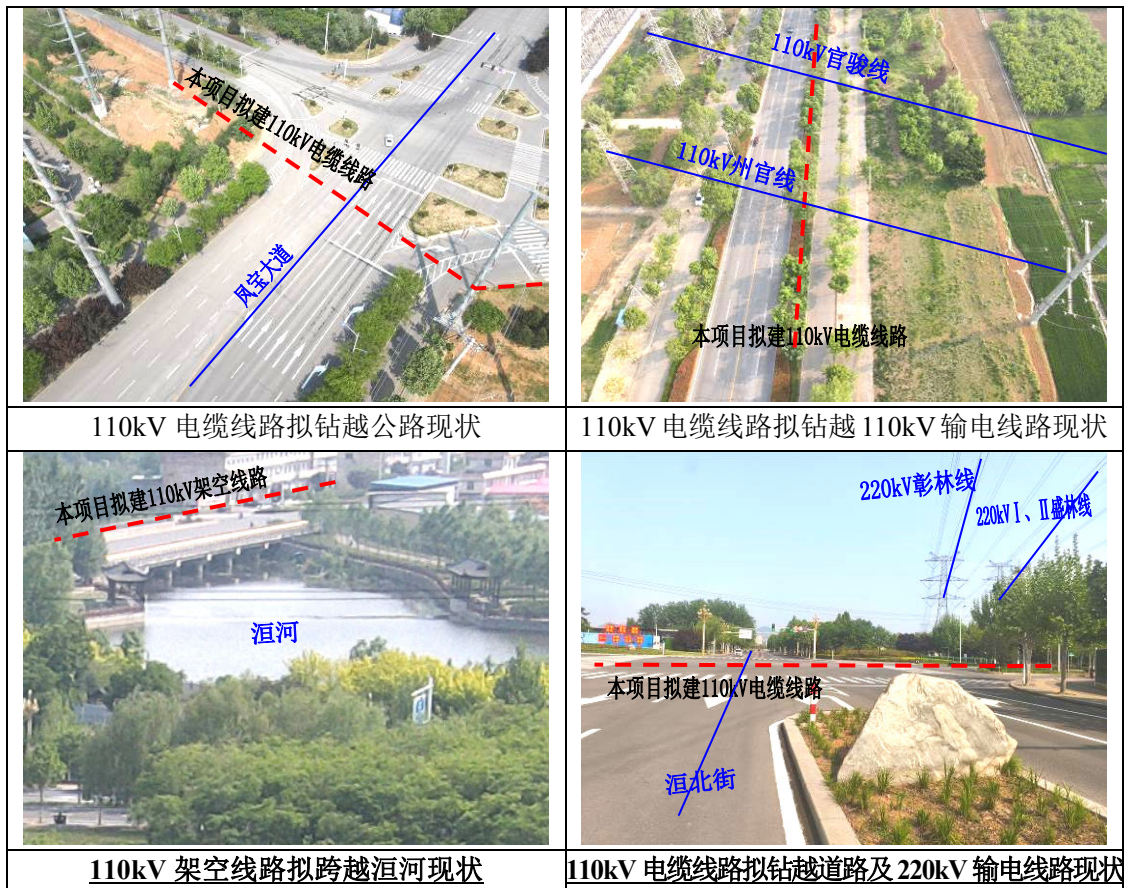 本项目拟建110kV电缆线路
凤宝大道
110kV官骏线
110kV州官线
本项目拟建110kV电缆线路
110kV 电缆线路拟钻越公路现状
110kV 电缆线路拟钻越 110kV 输电线路现状
本项目拟建110kV架空线路
洹河
220kV彰林线
220kV I 、II盛林线
本项目拟建110kV电缆线路
洹北街
110kV 架空线路拟跨越洹河现状
110kV 电缆线路拟钻越道路及 220kV 输电线路现状